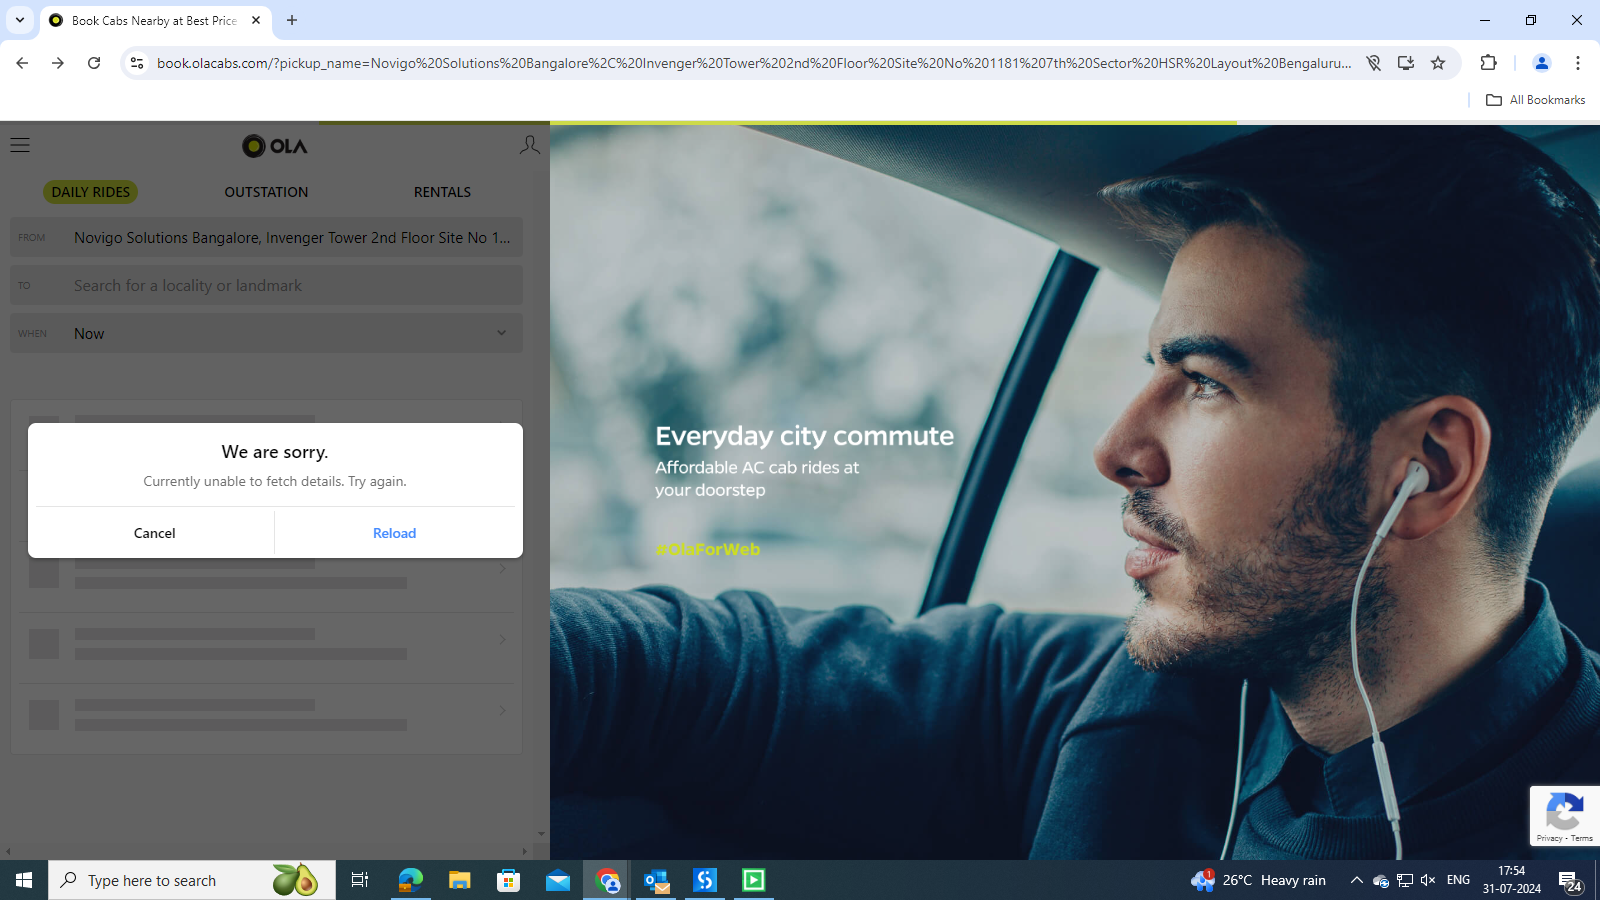 Book Cabs Nearby at Best Price
book.olacabs.com/?pickup_name=Novigo%20Solutions%20Bangalore%2C%20Invenger%20Tower%202nd%20Floor%20Site%20No%201181%207th%20Sector%20HSR%20Layout%20Bengaluru...
All Bookmarks
OLA
DAILY RIDES
OUTSTATION
RENTALS
FROM
Novigo Solutions Bangalore, Invenger Tower 2nd Floor Site No 1...
TO
Search for a locality or landmark
WHEN
Now
We are sorry.
Currently unable to fetch details. Try again.
Cancel
Reload
Everyday city commute
Affordable AC cab rides at
your doorstep
#OlaForWeb
Privacy - Terms
Type here to search
1
26°C Heavy rain
ENG
17:54
31-07-2024
24